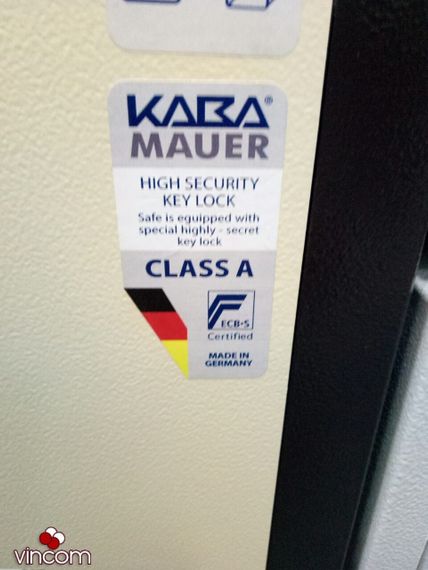 KABA®
MAUER
HIGH SECURITY
KEY LOCK
Safe is equipped with
special highly - secret
key lock
CLASS A
ECB·S
Certified
MADE IN
GERMANY
vincom